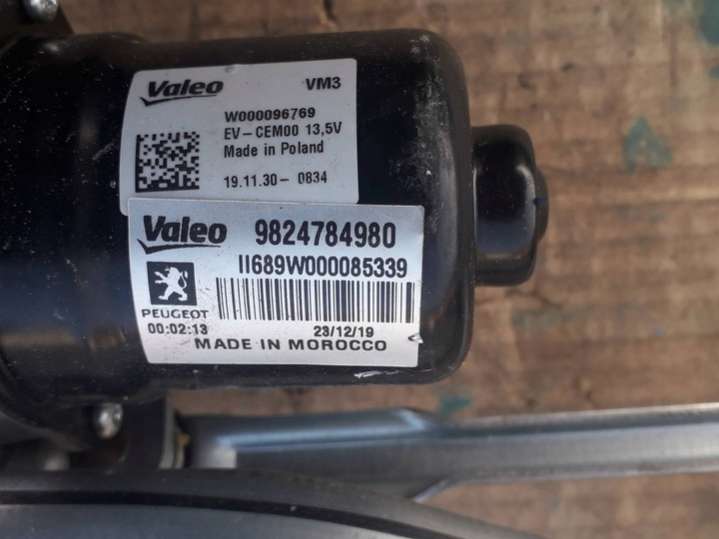 Valeo VM3
W000096769
EV-CEM00 13,5V
Made in Poland
19.11.30- 0834
Valeo 9824784980
II689W000085339
PEUGEOT
00:02:13 23/12/19
MADE IN MOROCCO